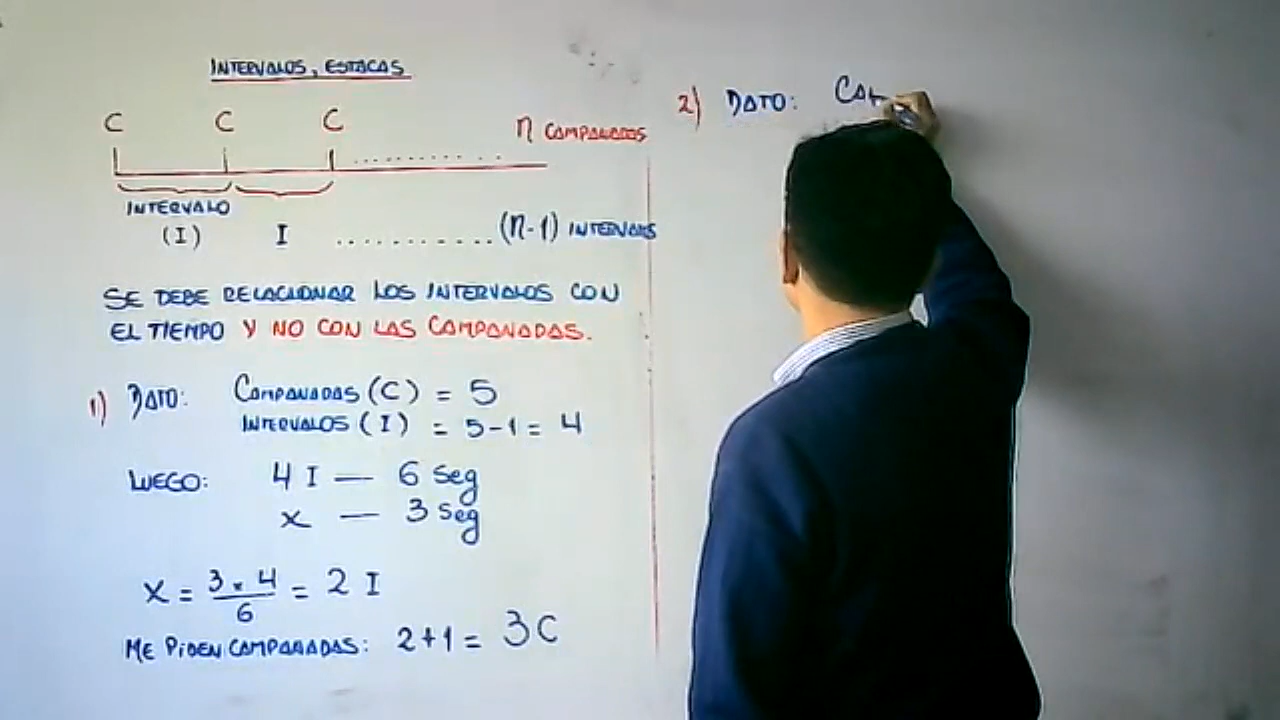 INTERVALOS, ESTACAS
C C C
n CAMPANADAS
INTERVALO
(I) I ........... (n-1) INTERVALOS
SE DEBE RELACIONAR LOS INTERVALOS CON
EL TIEMPO Y NO CON LAS CAMPANADAS.
1) DATO: CAMPANADAS (C) = 5
INTERVALOS (I) = 5-1 = 4
LUEGO: 4 I — 6 Seg
x — 3 Seg
X = 3 × 4 / 6 = 2 I
ME PIDEN CAMPANADAS: 2+1 = 3C
2) DATO: